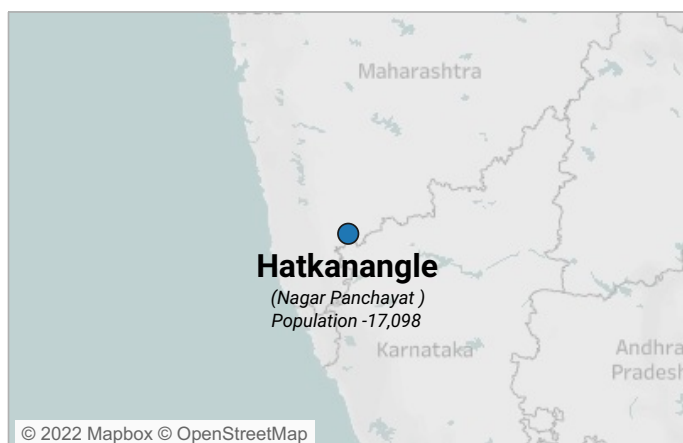 Maharashtra
Hatkanangle
(Nagar Panchayat )
Population -17,098
Karnataka
Andhra
Pradesh
© 2022 Mapbox © OpenStreetMap